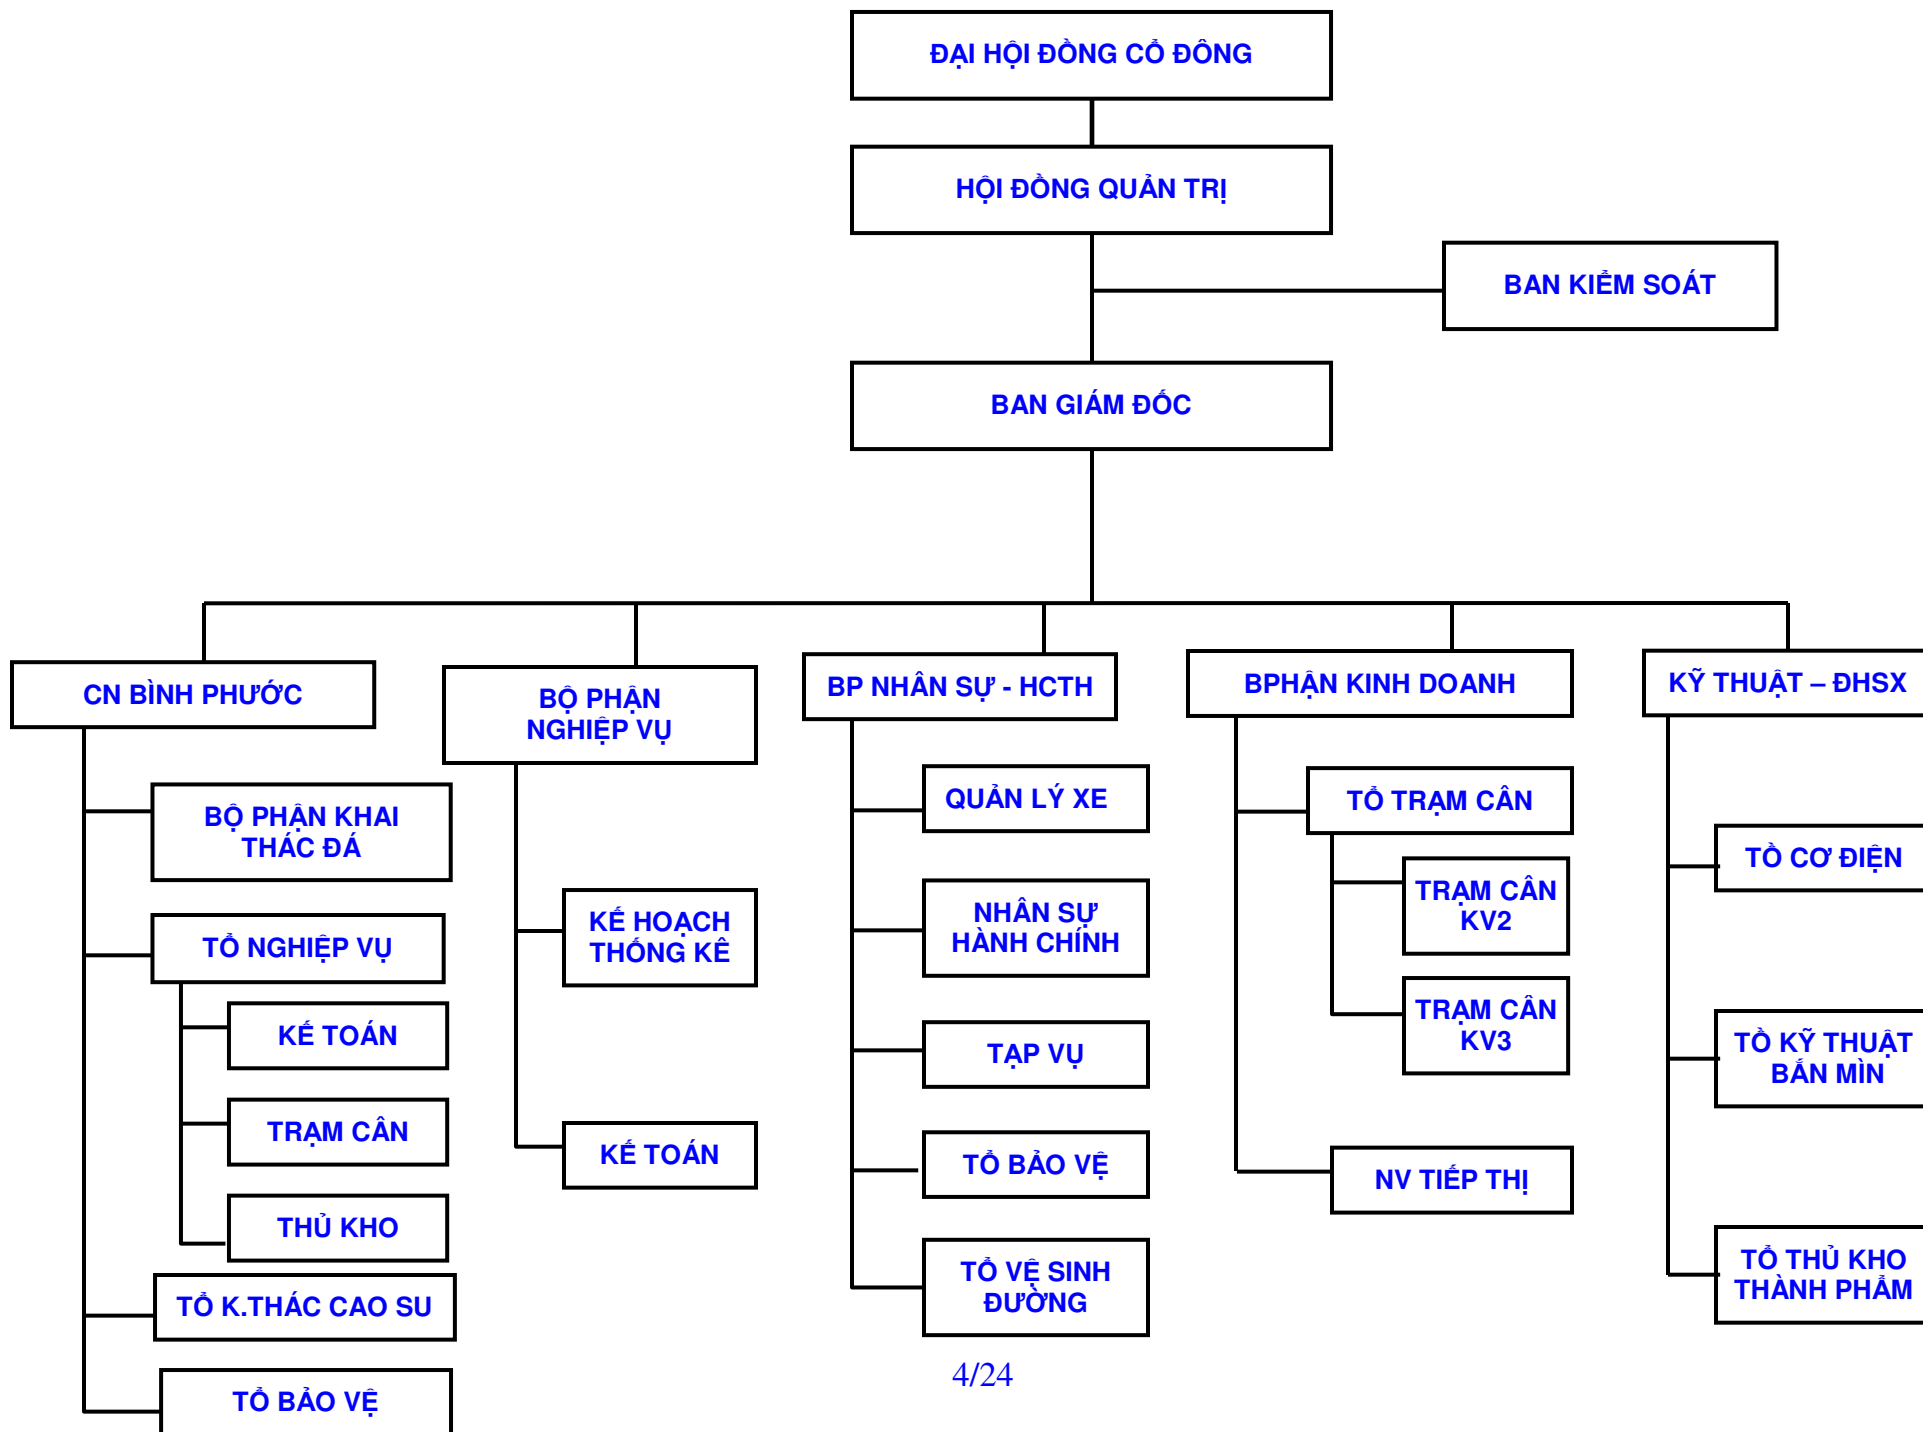 ĐẠI HỘI ĐỒNG CỔ ĐÔNG
HỘI ĐỒNG QUẢN TRỊ
BAN KIỂM SOÁT
BAN GIÁM ĐỐC
CN BÌNH PHƯỚC
BỘ PHẬN KHAI
THÁC ĐÁ
TỔ NGHIỆP VỤ
KẾ TOÁN
TRẠM CÂN
THỦ KHO
TỔ K.THÁC CAO SU
TỔ BẢO VỆ
BỘ PHẬN
NGHIỆP VỤ
KẾ HOẠCH
THỐNG KÊ
KẾ TOÁN
BP NHÂN SỰ - HCTH
QUẢN LÝ XE
NHÂN SỰ
HÀNH CHÍNH
TẠP VỤ
TỔ BẢO VỆ
TỔ VỆ SINH
ĐƯỜNG
BPHẬN KINH DOANH
TỔ TRẠM CÂN
TRẠM CÂN
KV2
TRẠM CÂN
KV3
NV TIẾP THỊ
KỸ THUẬT – ĐHSX
TỔ CƠ ĐIỆN
TỔ KỸ THUẬT
BẮN MÌN
TỔ THỦ KHO
THÀNH PHẨM
4/24